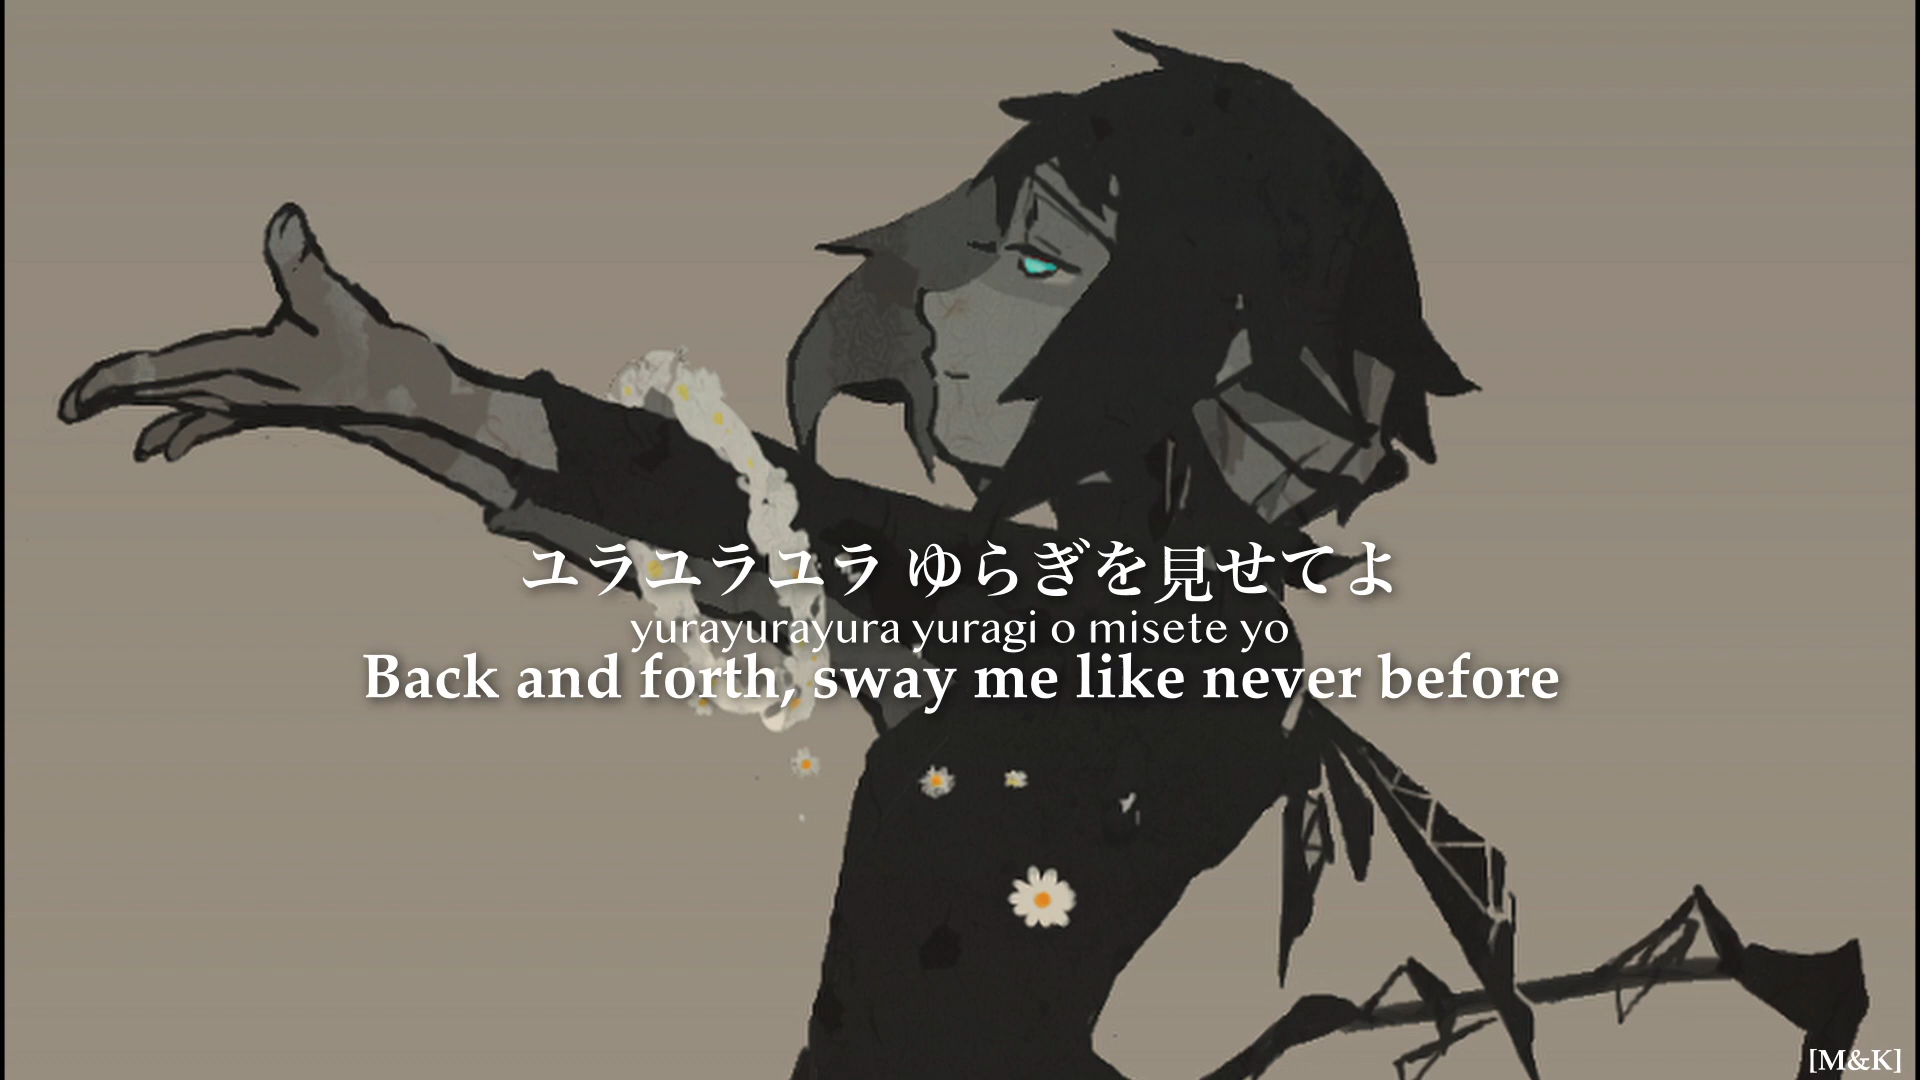 ユラユラユラ ゆらぎを見せてよ
yurayurayura yuragi o misete yo
Back and forth, sway me like never before
[M&K]